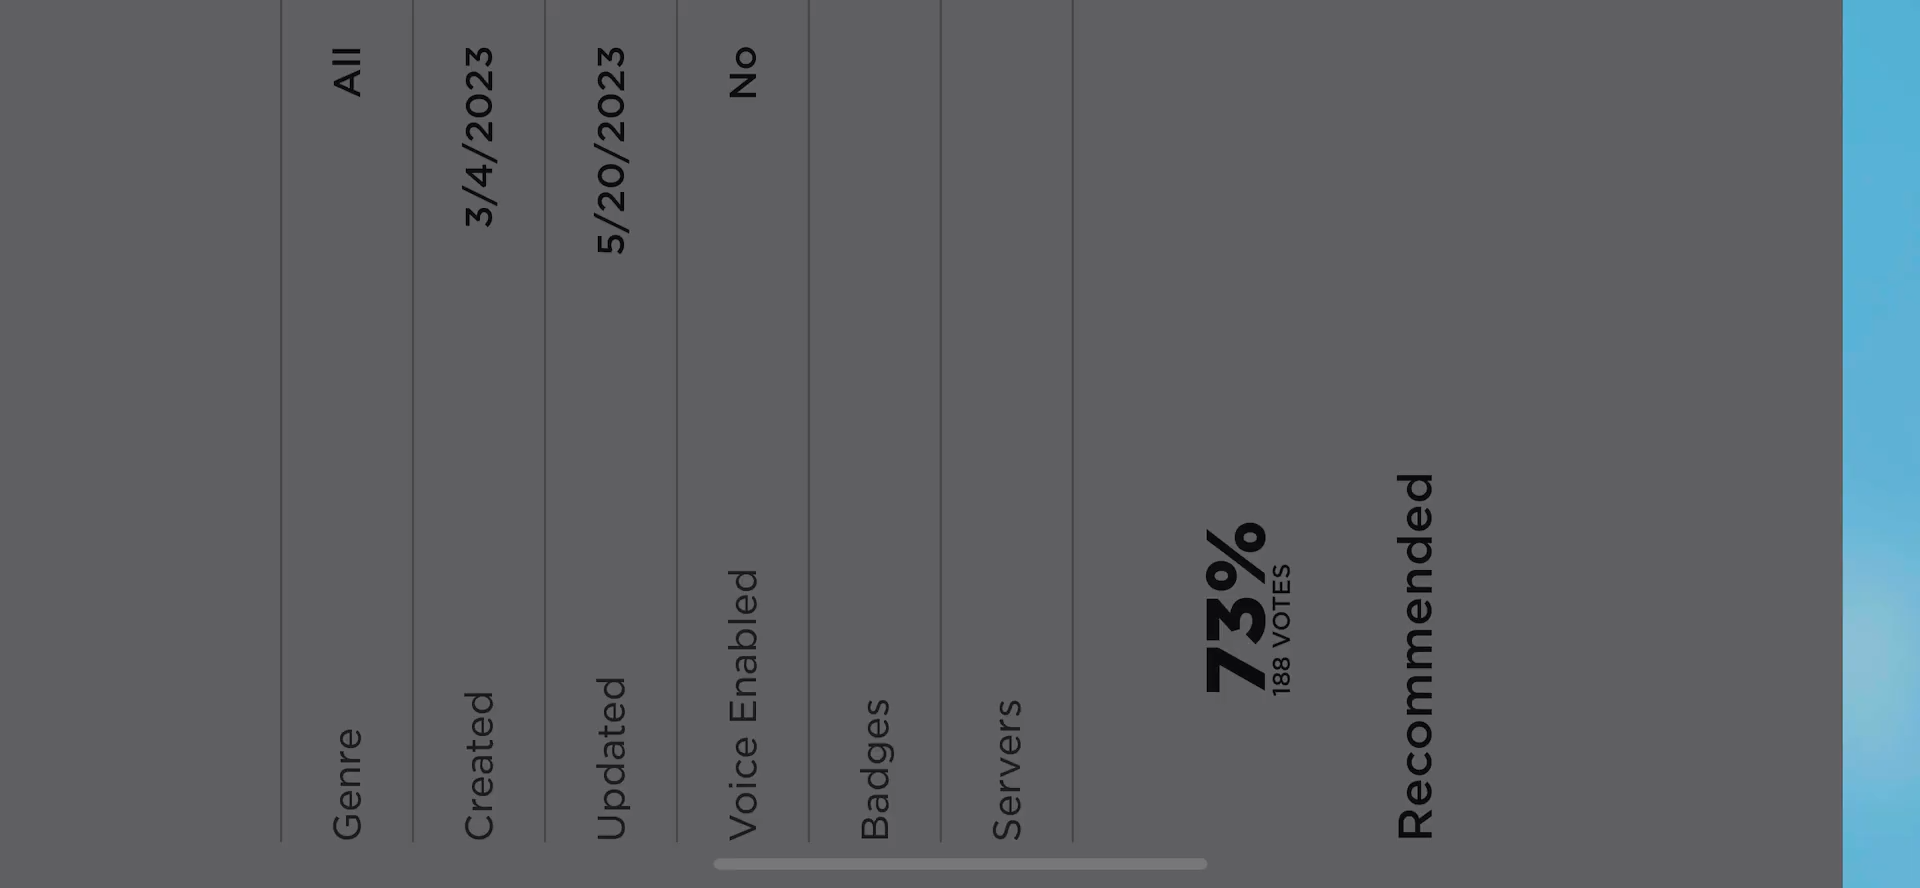 Genre All
Created 3/4/2023
Updated 5/20/2023
Voice Enabled No
Badges
Servers
73%
188 VOTES
Recommended